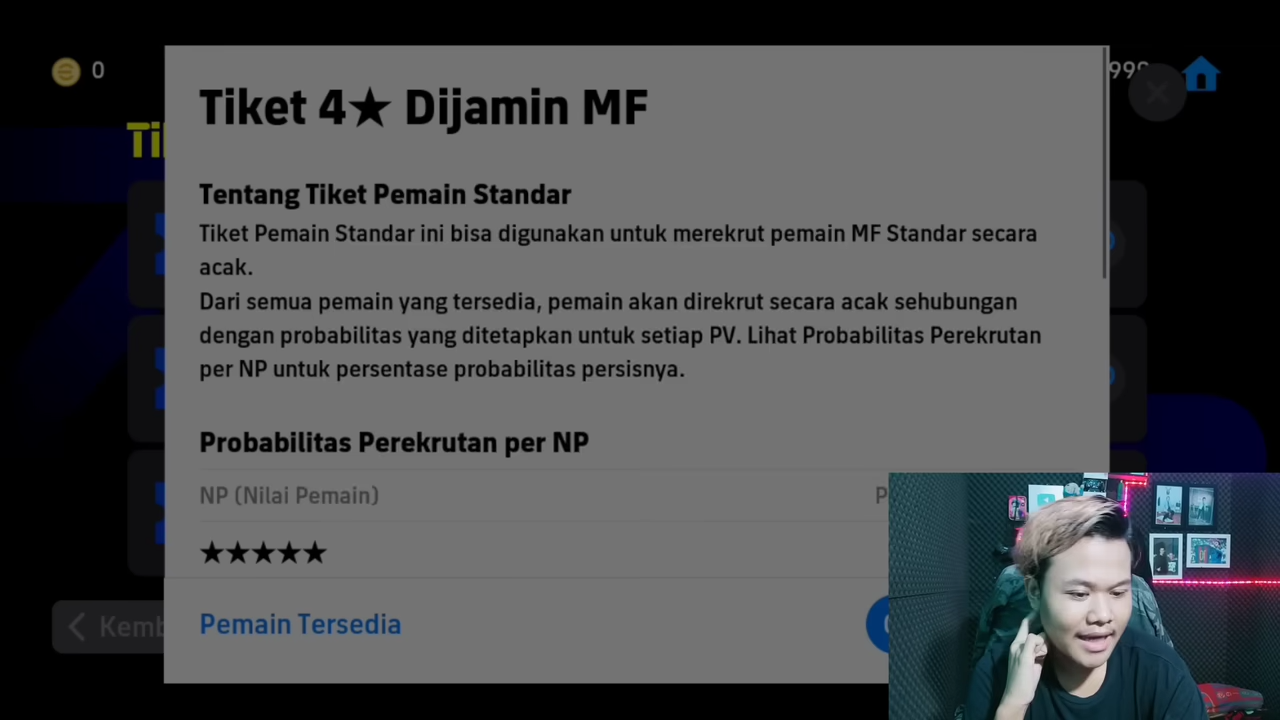 0
999
Tiket 4★ Dijamin MF
Ti
Tentang Tiket Pemain Standar
Tiket Pemain Standar ini bisa digunakan untuk merekrut pemain MF Standar secara
acak.
Dari semua pemain yang tersedia, pemain akan direkrut secara acak sehubungan
dengan probabilitas yang ditetapkan untuk setiap PV. Lihat Probabilitas Perekrutan
per NP untuk persentase probabilitas persisnya.
Probabilitas Perekrutan per NP
NP (Nilai Pemain)
P
★★★★★
Pemain Tersedia
Kemb